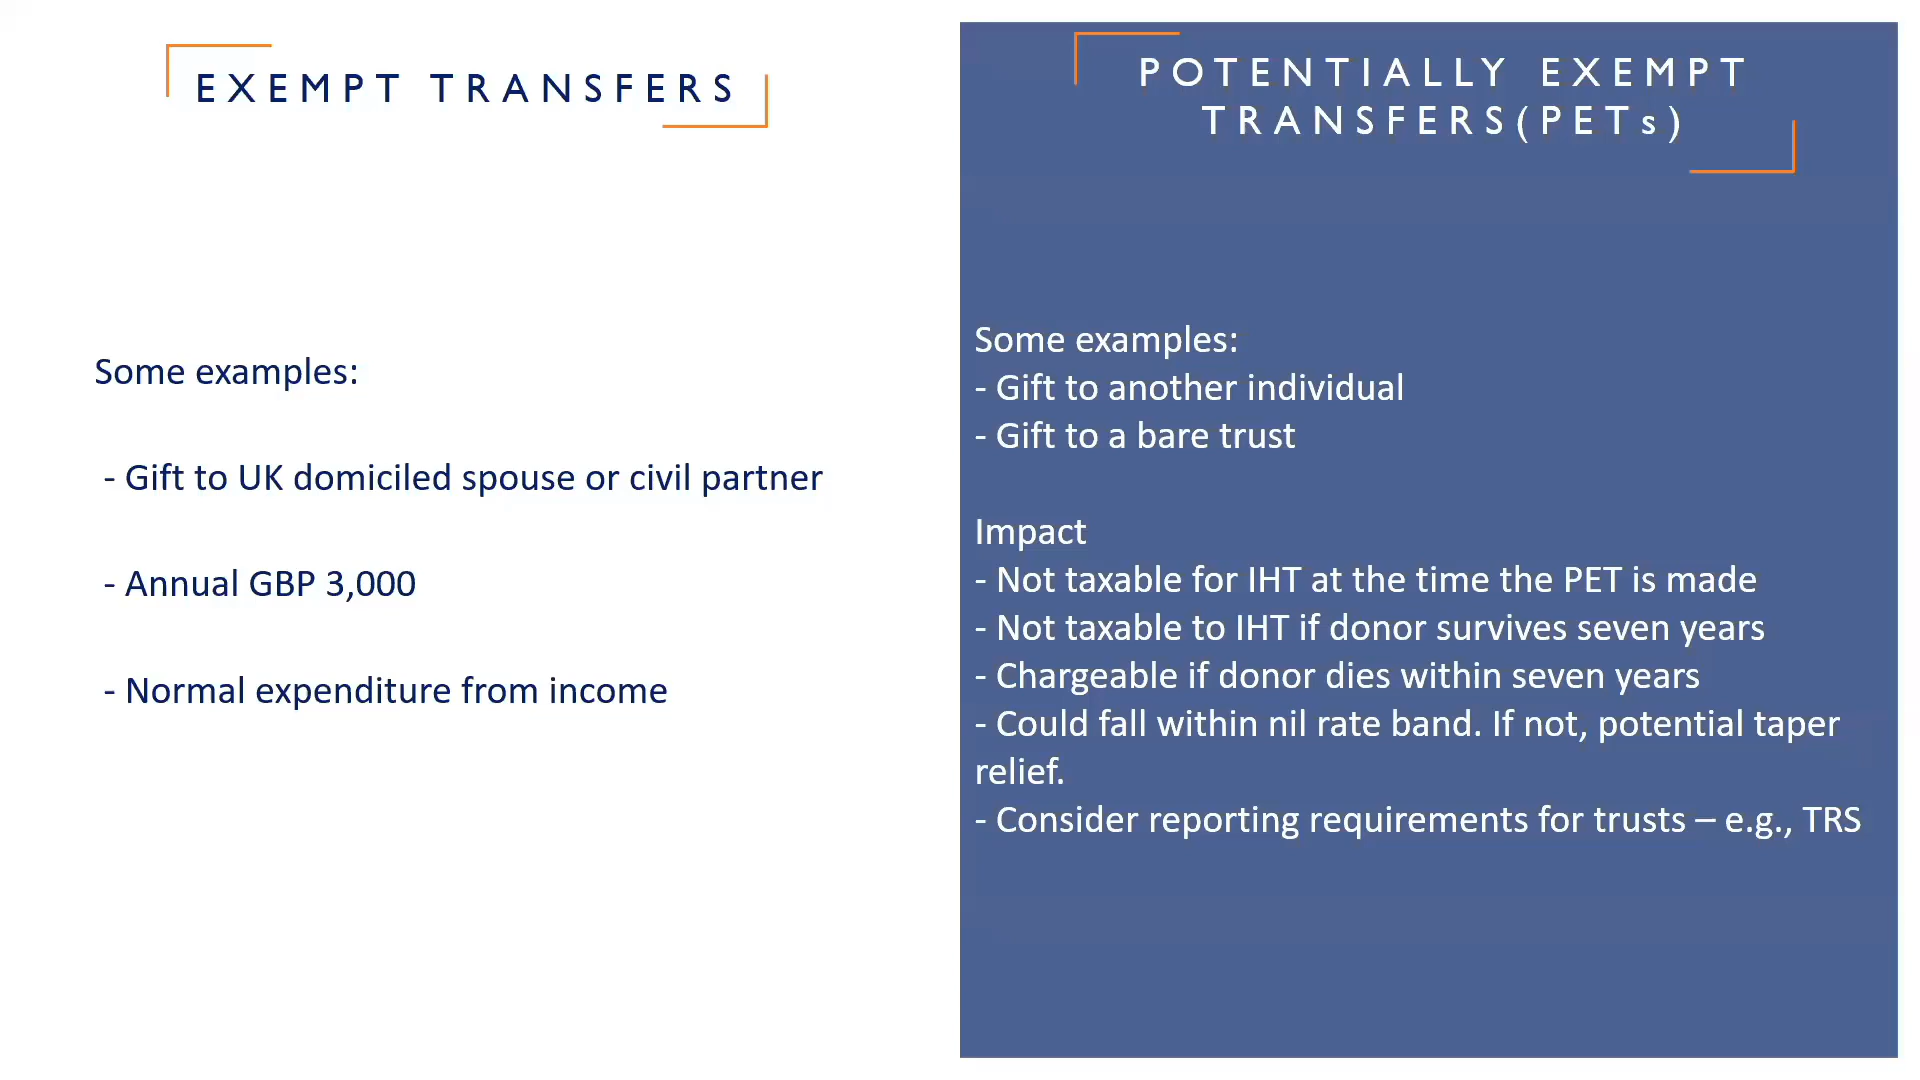 EXEMPT TRANSFERS
Some examples:
- Gift to UK domiciled spouse or civil partner
- Annual GBP 3,000
- Normal expenditure from income
POTENTIALLY EXEMPT
TRANSFERS(PETs)
Some examples:
- Gift to another individual
- Gift to a bare trust
Impact
- Not taxable for IHT at the time the PET is made
- Not taxable to IHT if donor survives seven years
- Chargeable if donor dies within seven years
- Could fall within nil rate band. If not, potential taper
relief.
- Consider reporting requirements for trusts – e.g., TRS